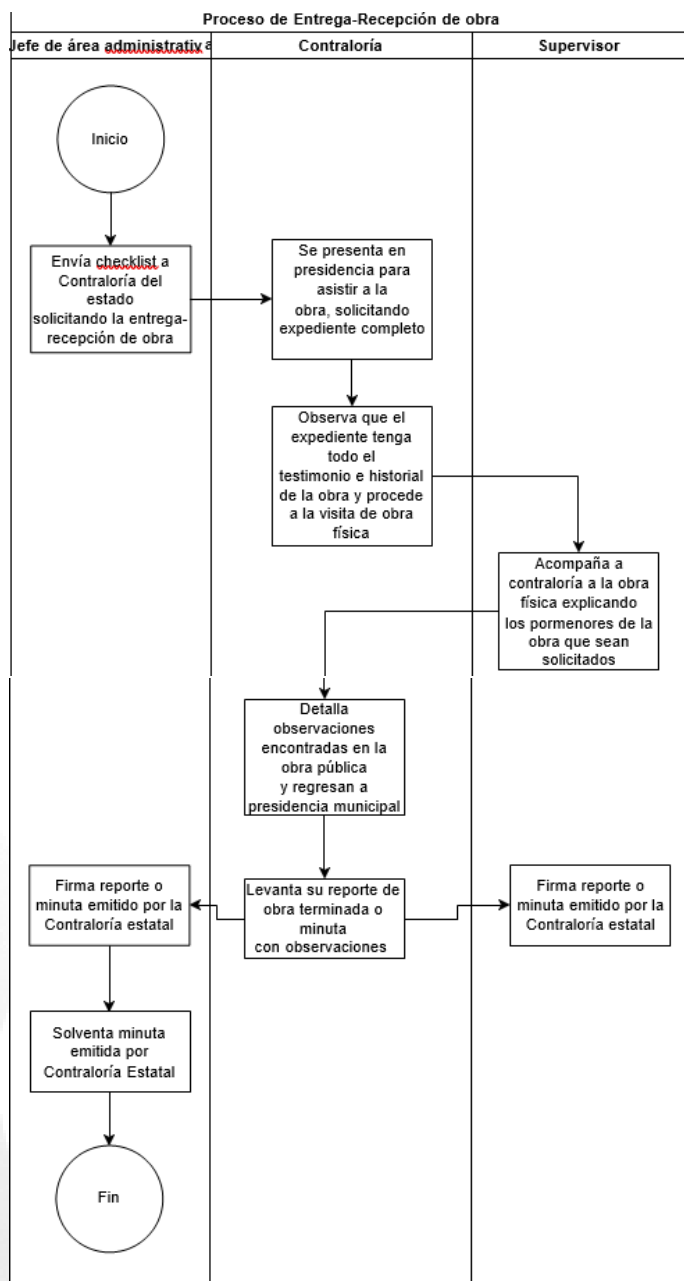 Proceso de Entrega-Recepción de obra
Jefe de área administrativa
Contraloría
Supervisor
Inicio
Envía checklist a
Contraloría del
estado
solicitando la entrega-
recepción de obra
Se presenta en
presidencia para
asistir a la
obra, solicitando
expediente completo
Observa que el
expediente tenga
todo el
testimonio e historial
de la obra y procede
a la visita de obra
física
Acompaña a
contraloría a la obra
física explicando
los pormenores de la
obra que sean
solicitados
Detalla
observaciones
encontradas en la
obra pública
y regresan a
presidencia municipal
Firma reporte o
minuta emitido por la
Contraloría estatal
Levanta su reporte de
obra terminada o
minuta
con observaciones
Firma reporte o
minuta emitido por la
Contraloría estatal
Solventa minuta
emitida por
Contraloría Estatal
Fin